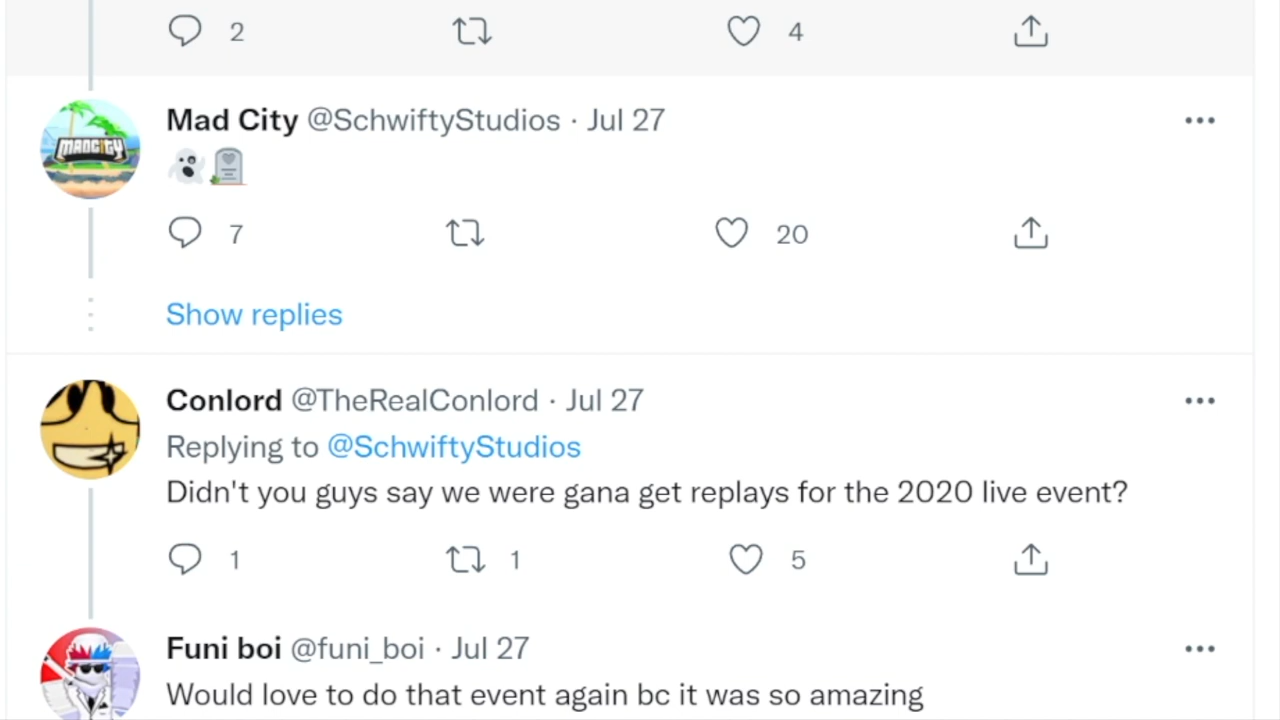 2 4
Mad City @SchwiftyStudios · Jul 27
👻🪦
7 20
Show replies
Conlord @TheRealConlord · Jul 27
Replying to @SchwiftyStudios
Didn't you guys say we were gana get replays for the 2020 live event?
1 1 5
Funi boi @funi_boi · Jul 27
Would love to do that event again bc it was so amazing
MADCITY